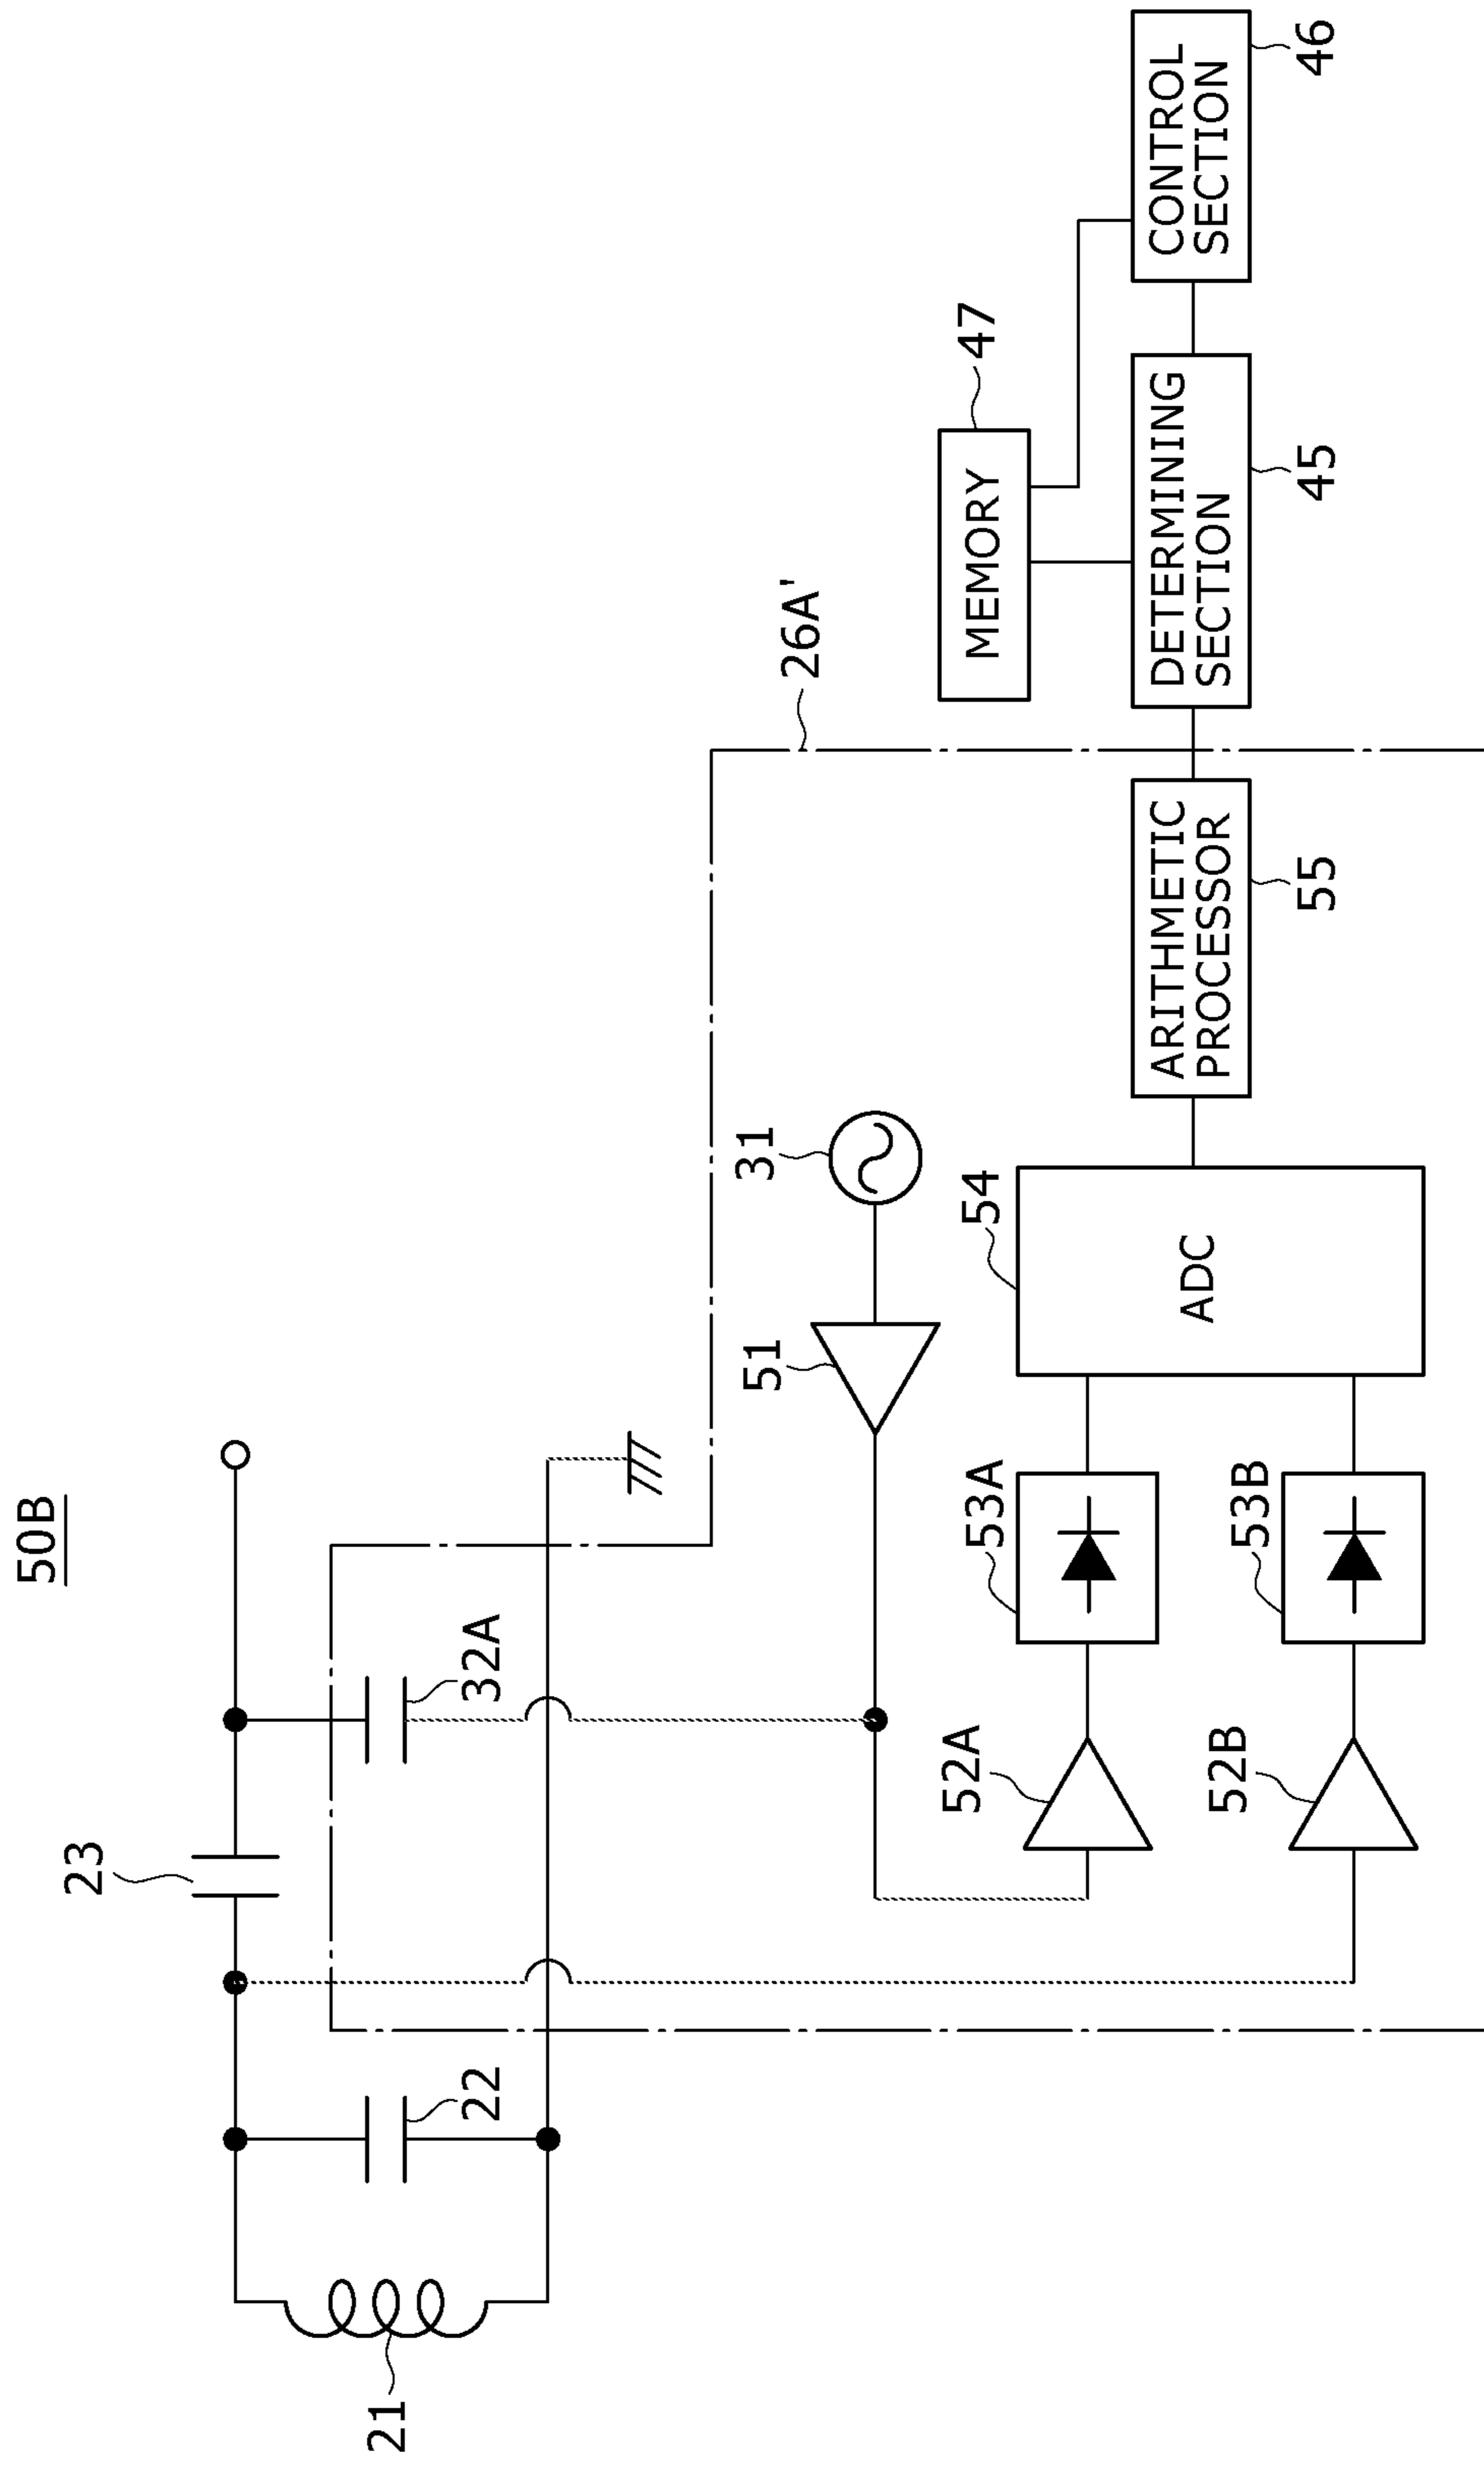 50B
23
32A
22
21
26A'
31
51
52A
53A
52B
53B
54
ADC
ARITHMETIC
PROCESSOR
55
MEMORY
47
DETERMINING
SECTION
45
CONTROL
SECTION
46